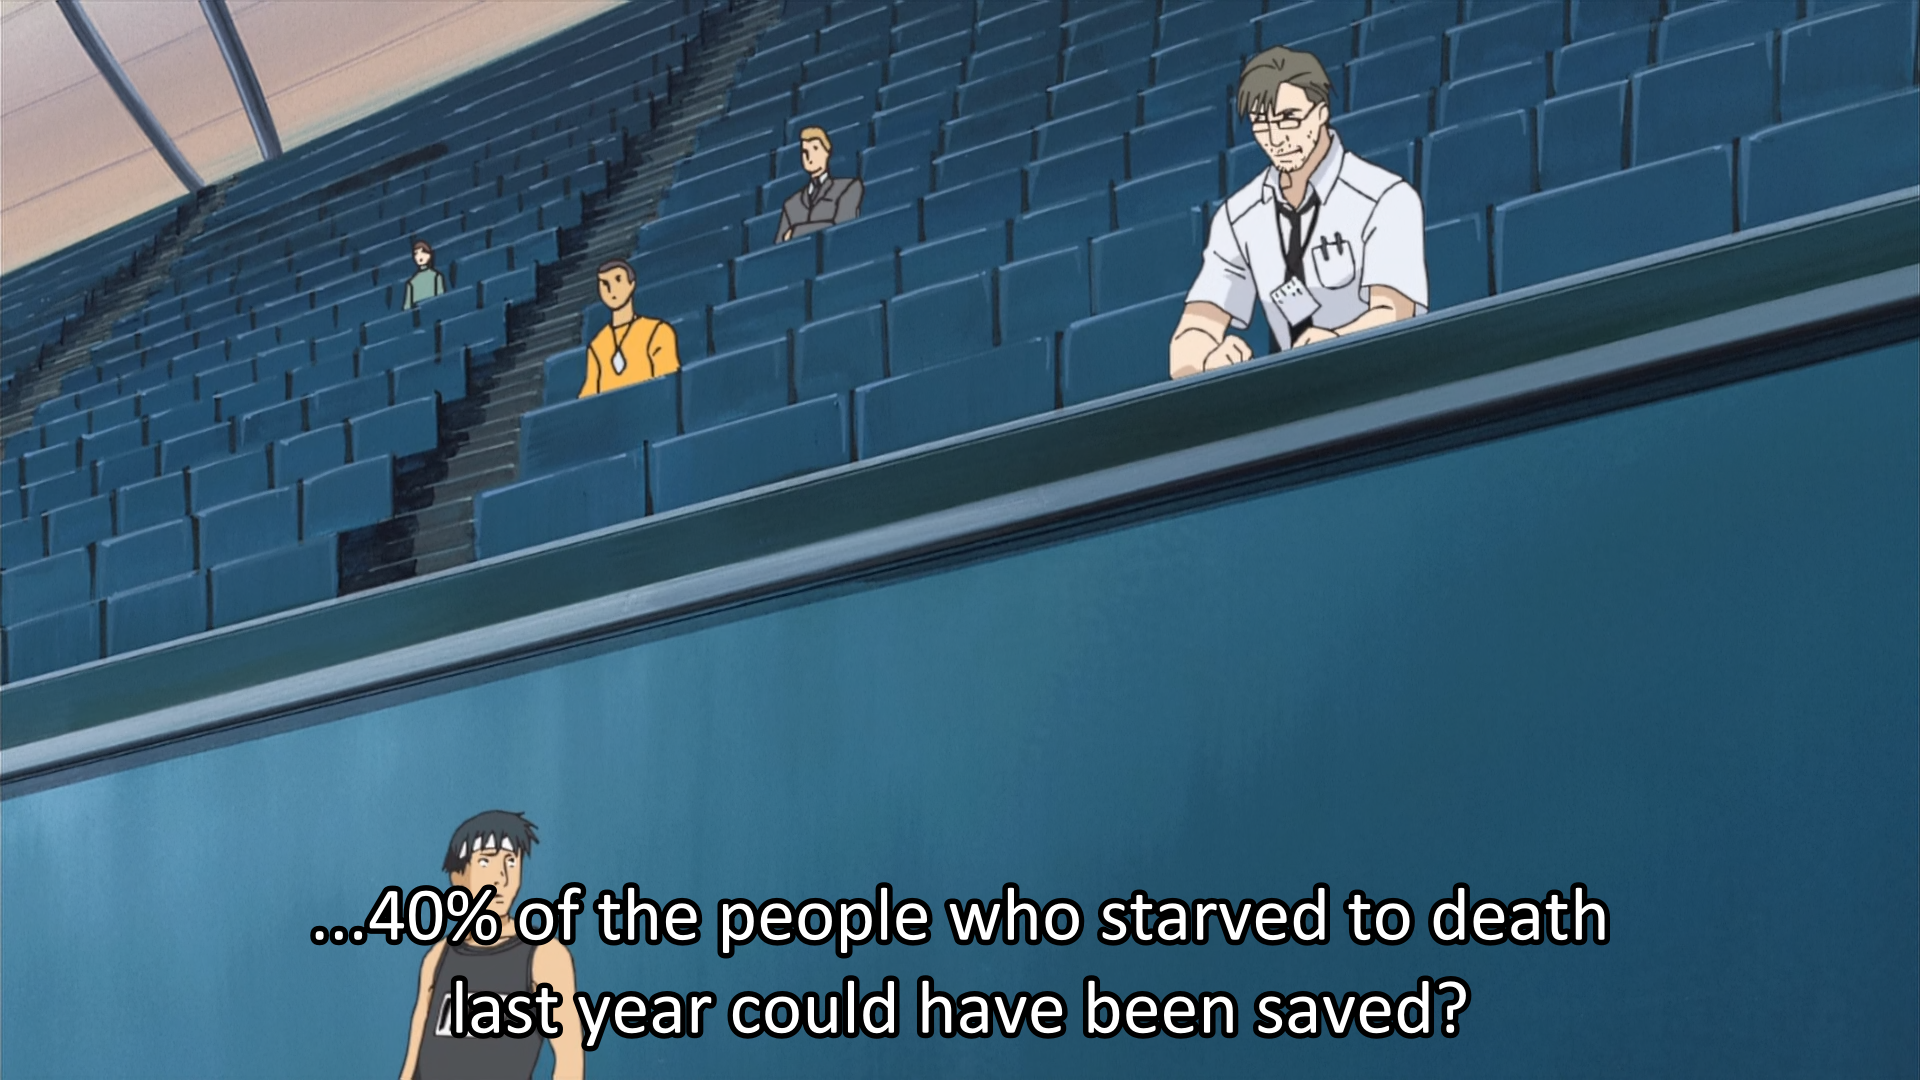 ...40% of the people who starved to death
last year could have been saved?